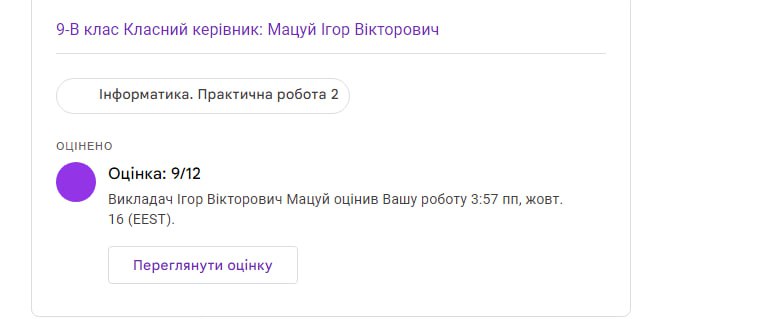 9-В клас Класний керівник: Мацуй Ігор Вікторович
Інформатика. Практична робота 2
ОЦІНЕНО
Оцінка: 9/12
Викладач Ігор Вікторович Мацуй оцінив Вашу роботу 3:57 пп, жовт.
16 (EEST).
Переглянути оцінку